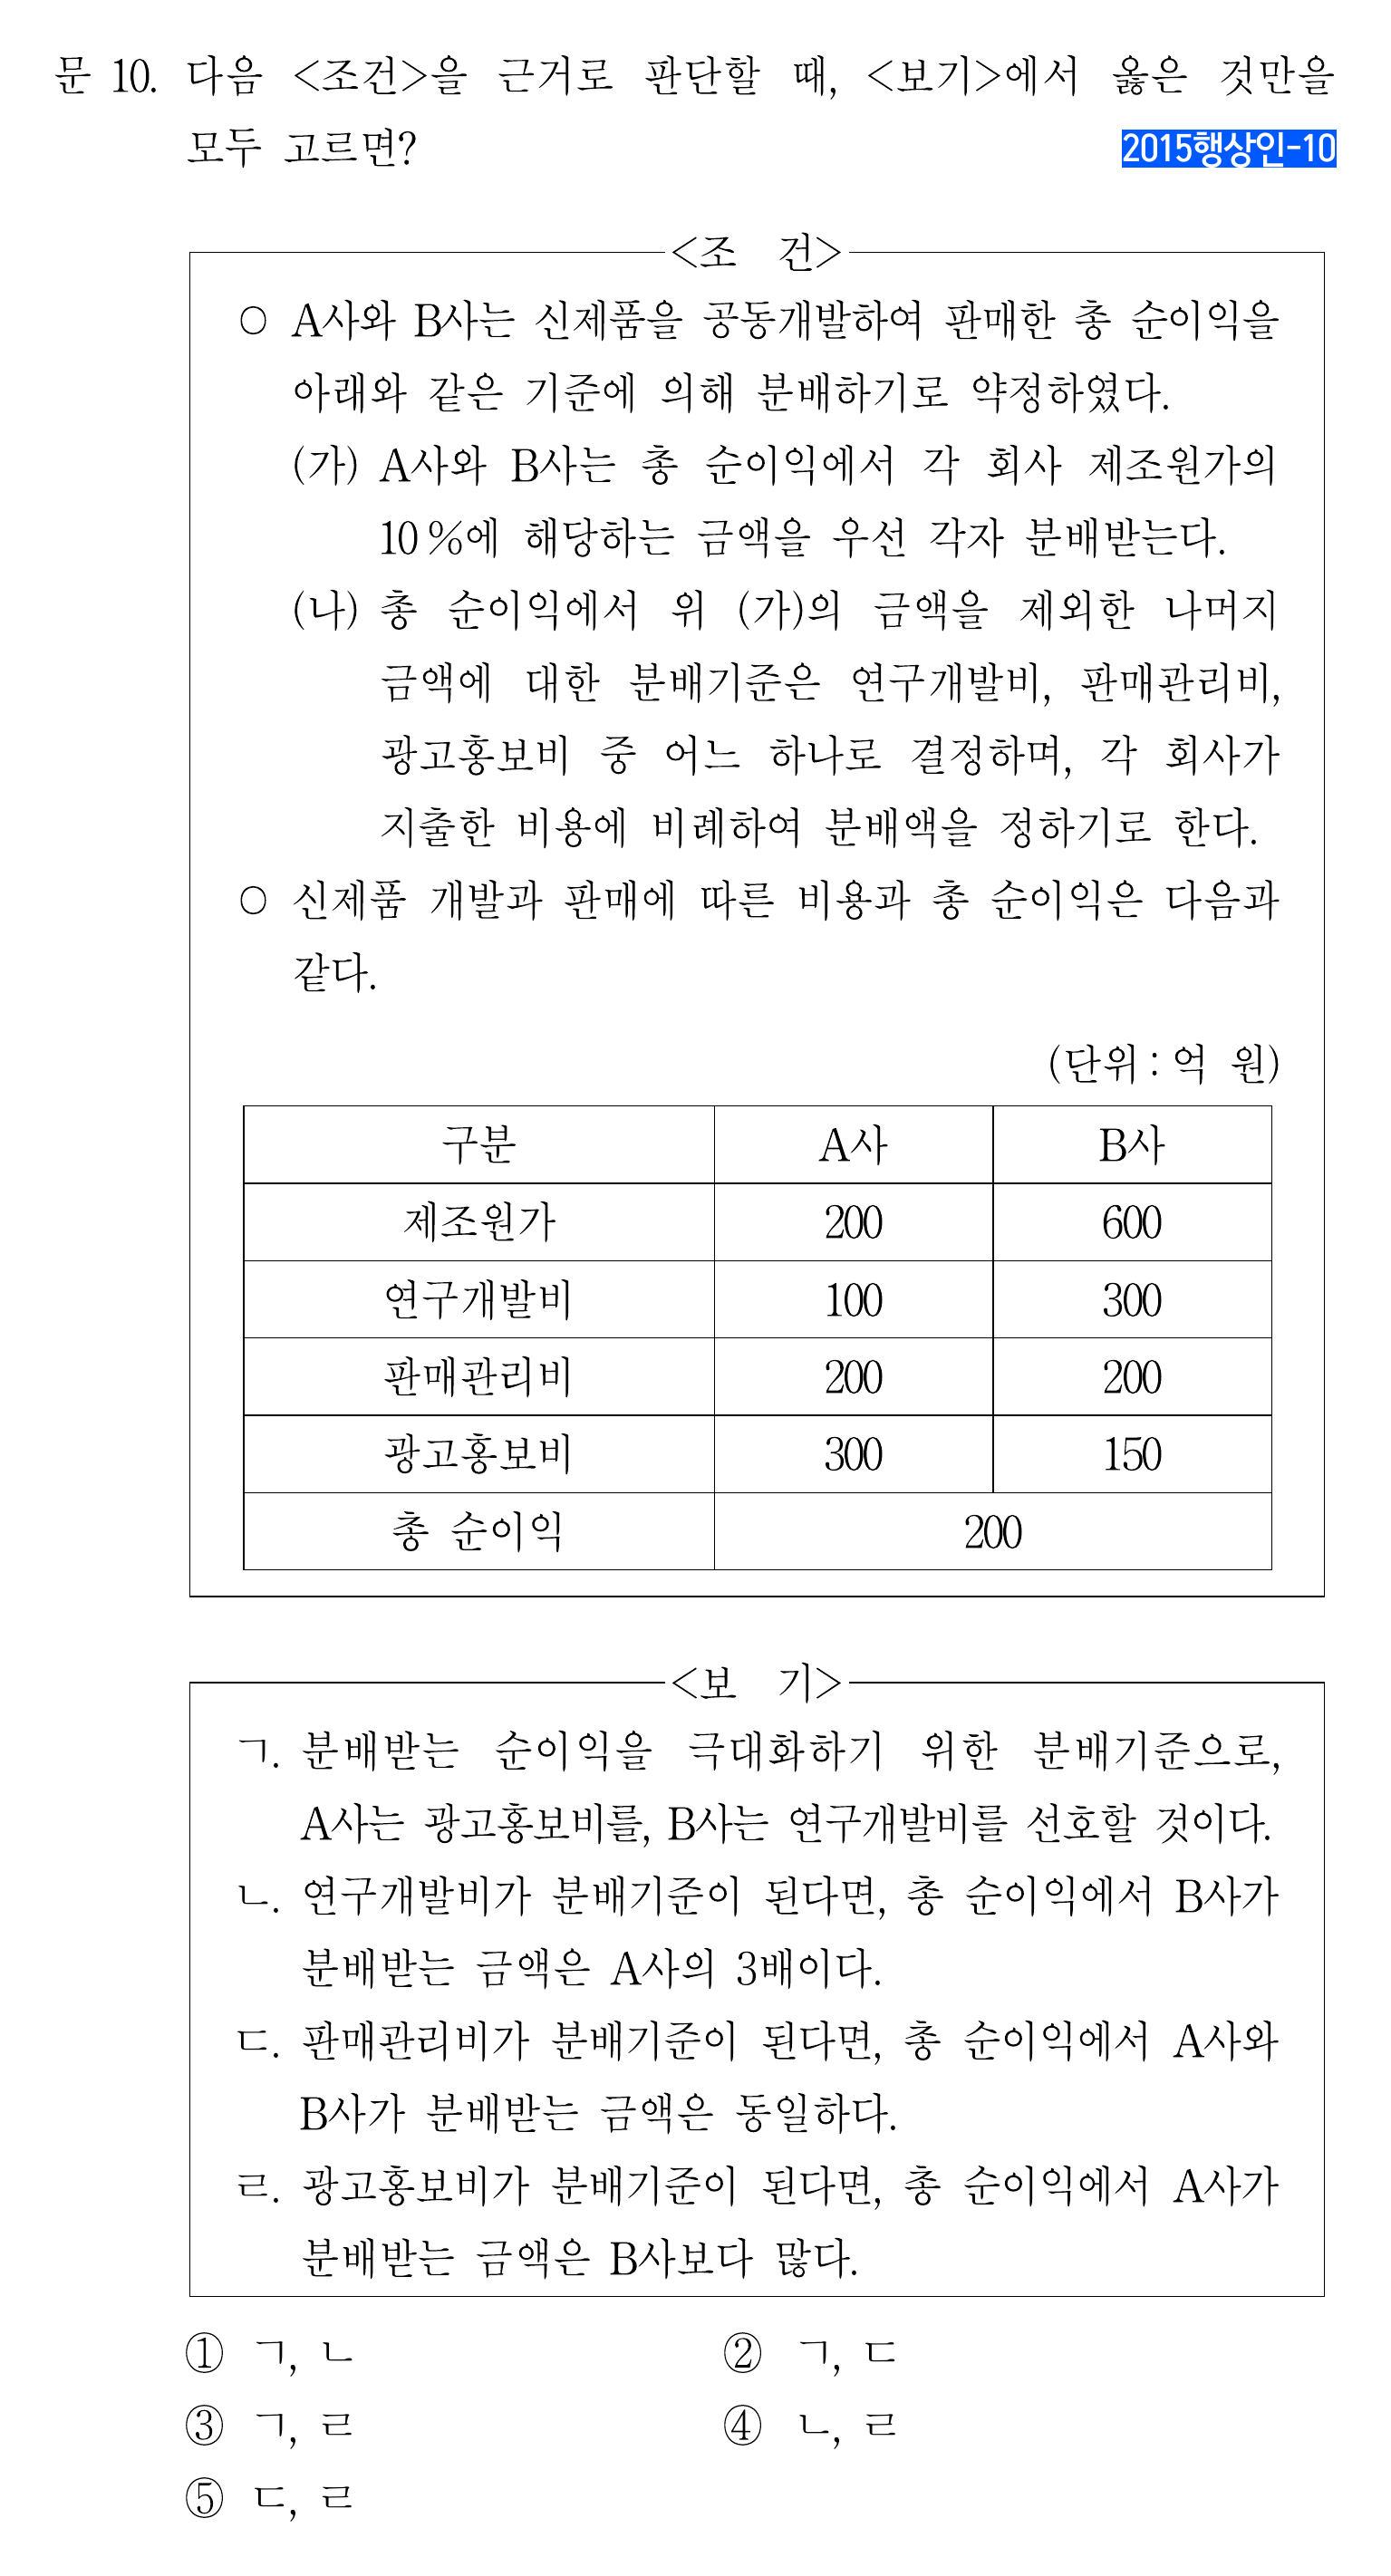 문 10. 다음 <조건>을 근거로 판단할 때, <보기>에서 옳은 것만을
모두 고르면?
2015행상인-10
<조 건>
○ A사와 B사는 신제품을 공동개발하여 판매한 총 순이익을
아래와 같은 기준에 의해 분배하기로 약정하였다.
(가) A사와 B사는 총 순이익에서 각 회사 제조원가의
10%에 해당하는 금액을 우선 각자 분배받는다.
(나) 총 순이익에서 위 (가)의 금액을 제외한 나머지
금액에 대한 분배기준은 연구개발비, 판매관리비,
광고홍보비 중 어느 하나로 결정하며, 각 회사가
지출한 비용에 비례하여 분배액을 정하기로 한다.
○ 신제품 개발과 판매에 따른 비용과 총 순이익은 다음과
같다.
(단위 : 억 원)
구분 A사 B사
제조원가 200 600
연구개발비 100 300
판매관리비 200 200
광고홍보비 300 150
총 순이익 200
<보 기>
ㄱ. 분배받는 순이익을 극대화하기 위한 분배기준으로,
A사는 광고홍보비를, B사는 연구개발비를 선호할 것이다.
ㄴ. 연구개발비가 분배기준이 된다면, 총 순이익에서 B사가
분배받는 금액은 A사의 3배이다.
ㄷ. 판매관리비가 분배기준이 된다면, 총 순이익에서 A사와
B사가 분배받는 금액은 동일하다.
ㄹ. 광고홍보비가 분배기준이 된다면, 총 순이익에서 A사가
분배받는 금액은 B사보다 많다.
① ㄱ, ㄴ ② ㄱ, ㄷ
③ ㄱ, ㄹ ④ ㄴ, ㄹ
⑤ ㄷ, ㄹ